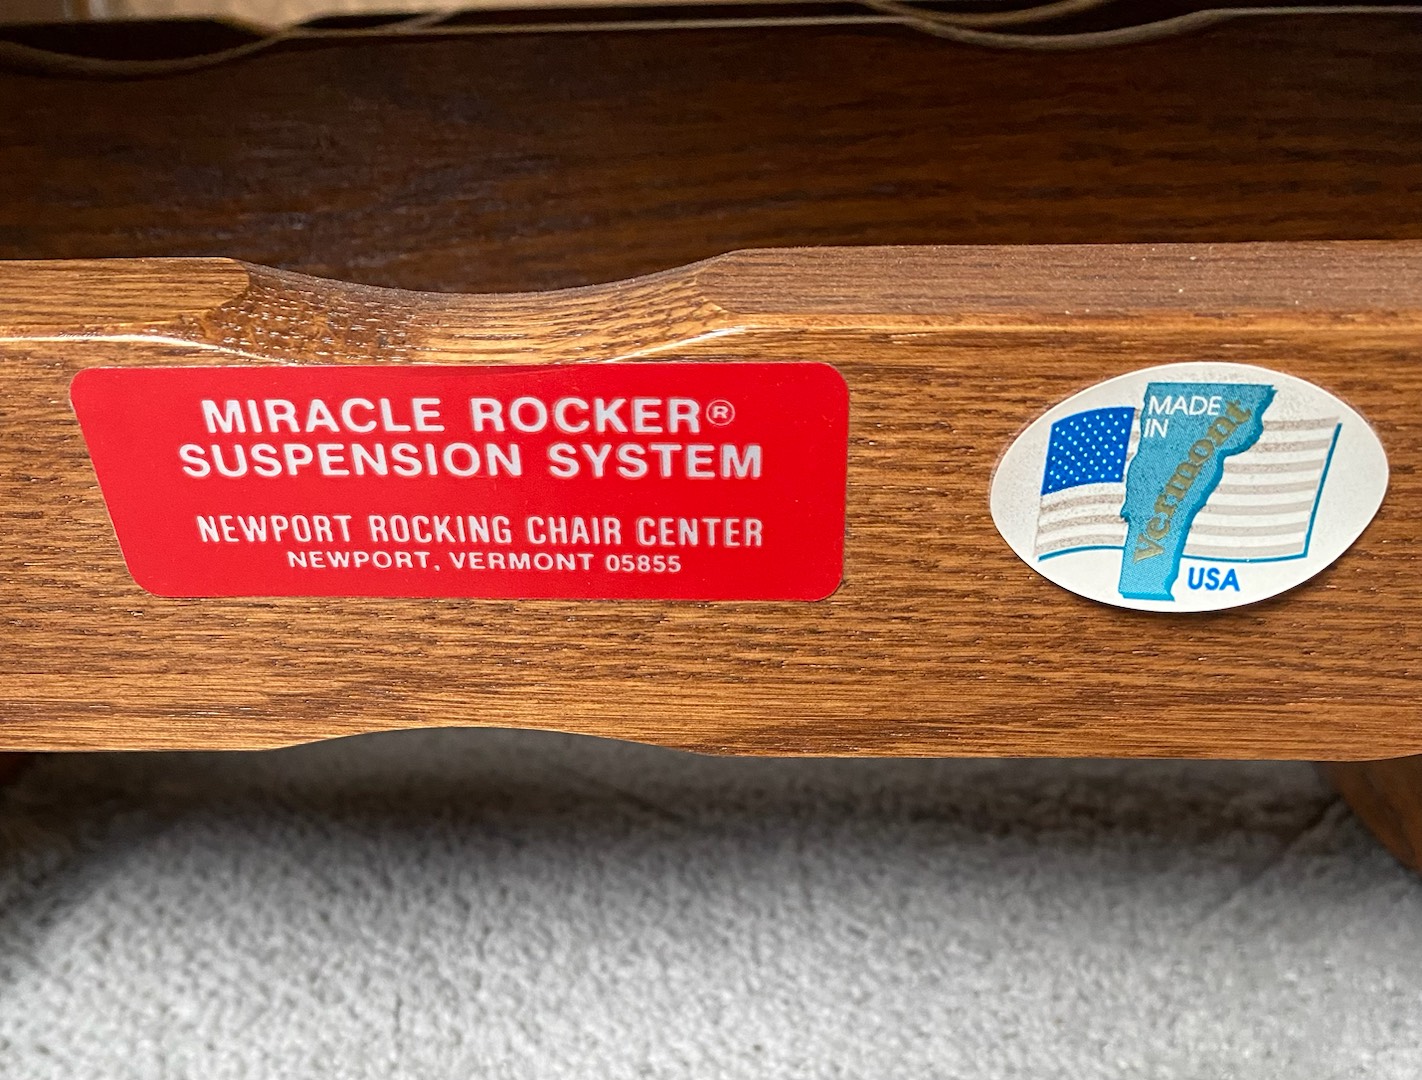 MIRACLE ROCKER®
SUSPENSION SYSTEM
NEWPORT ROCKING CHAIR CENTER
NEWPORT, VERMONT 05855
MADE
IN
Vermont
USA